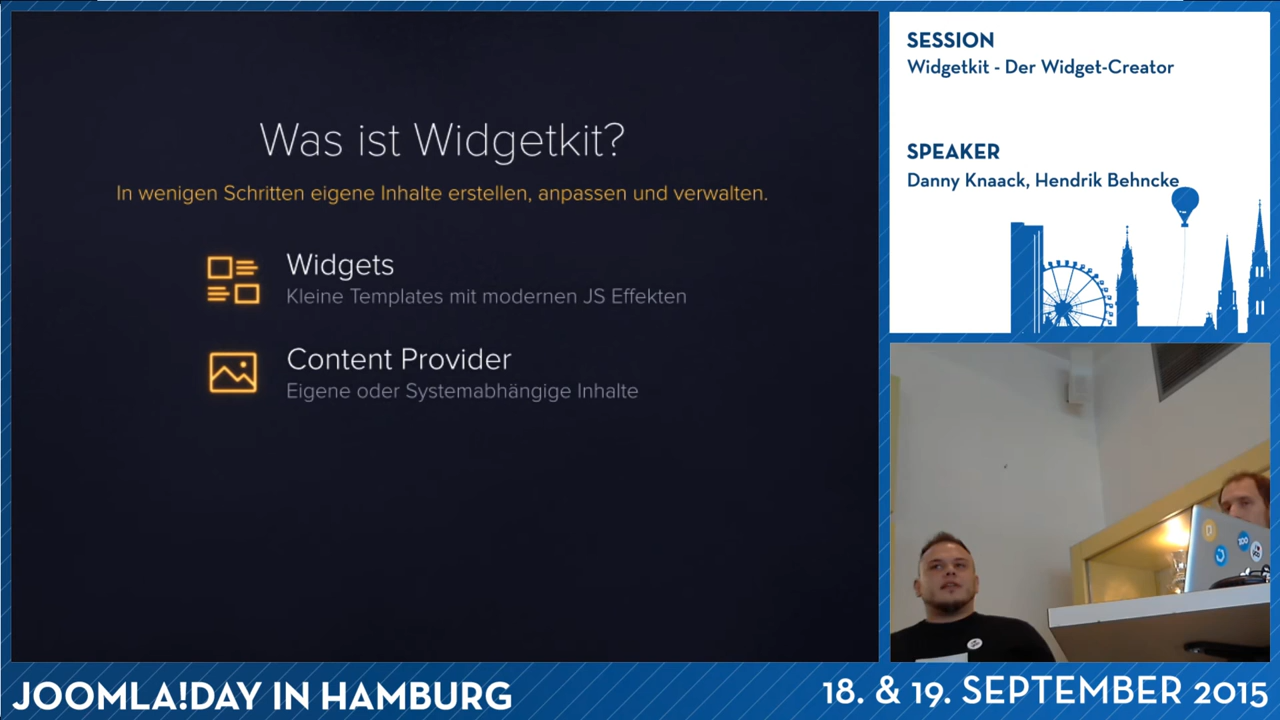 Was ist Widgetkit?
In wenigen Schritten eigene Inhalte erstellen, anpassen und verwalten.
Widgets
Kleine Templates mit modernen JS Effekten
Content Provider
Eigene oder Systemabhängige Inhalte
SESSION
Widgetkit - Der Widget-Creator
SPEAKER
Danny Knaack, Hendrik Behncke
JOOMLA!DAY IN HAMBURG
18. & 19. SEPTEMBER 2015